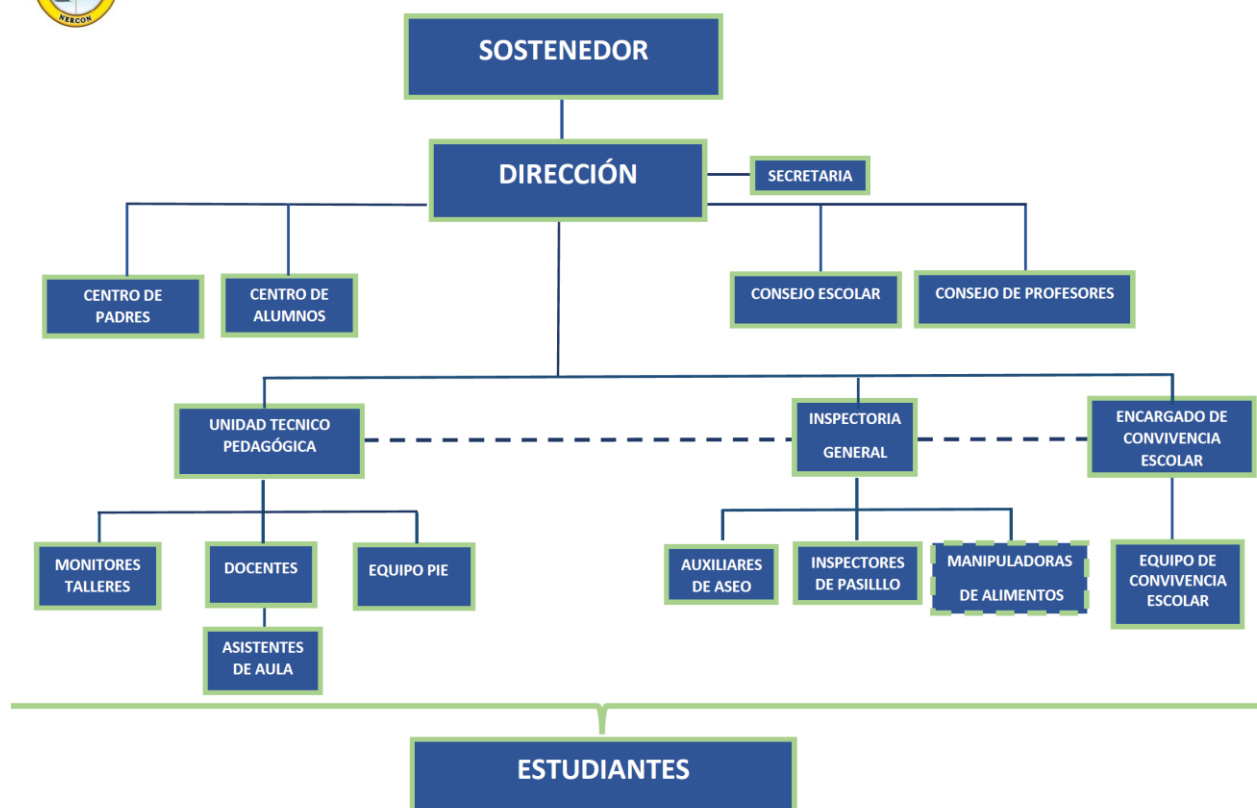 NERCON
SOSTENEDOR
DIRECCIÓN
SECRETARIA
CENTRO DE
PADRES
CENTRO DE
ALUMNOS
CONSEJO ESCOLAR
CONSEJO DE PROFESORES
UNIDAD TECNICO
PEDAGÓGICA
INSPECTORIA
GENERAL
ENCARGADO DE
CONVIVENCIA
ESCOLAR
MONITORES
TALLERES
DOCENTES
EQUIPO PIE
AUXILIARES
DE ASEO
INSPECTORES
DE PASILLLO
MANIPULADORAS
DE ALIMENTOS
EQUIPO DE
CONVIVENCIA
ESCOLAR
ASISTENTES
DE AULA
ESTUDIANTES